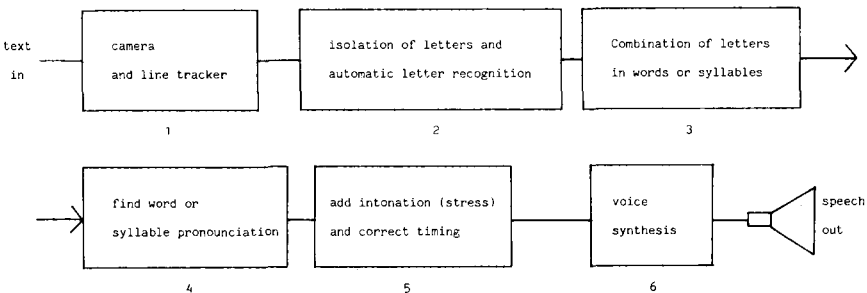 text
in
camera
and line tracker
isolation of letters and
automatic letter recognition
Combination of letters
in words or syllables
1
2
3
find word or
syllable pronounciation
add intonation (stress)
and correct timing
voice
synthesis
speech
out
4
5
6